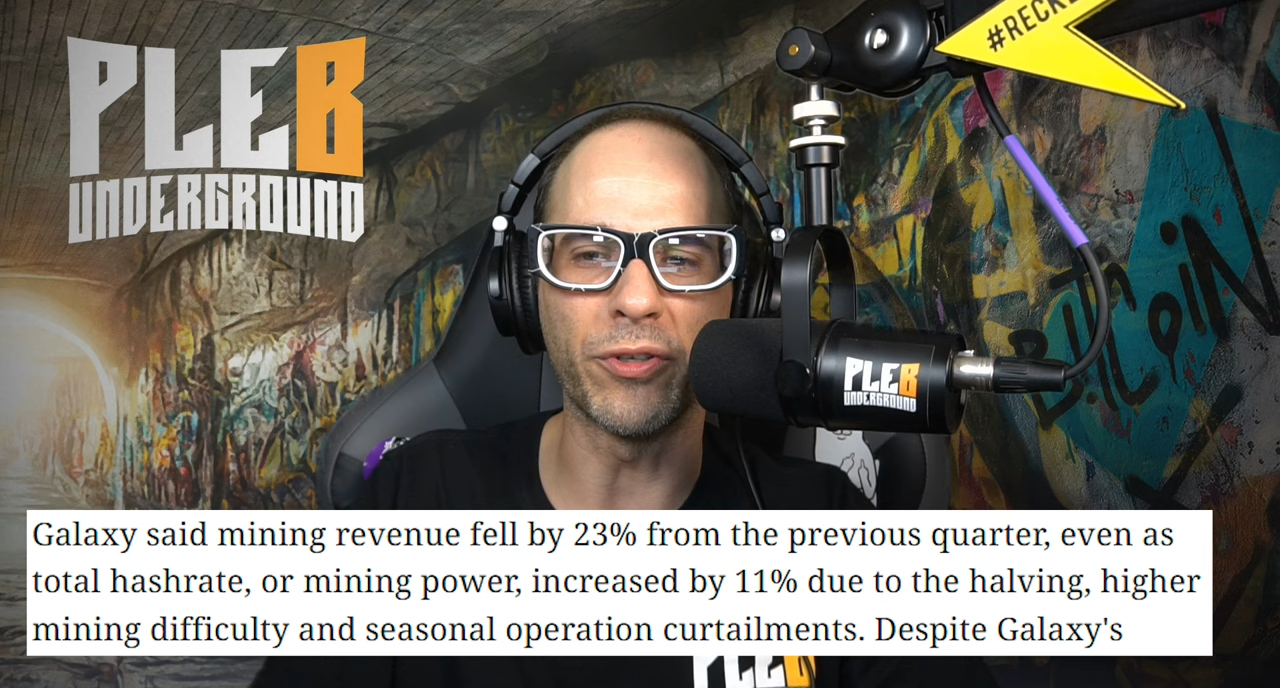 PLEB
UNDERGROUND
#RECK
BITCOIN
PLEB
UNDERGROUND
Galaxy said mining revenue fell by 23% from the previous quarter, even as
total hashrate, or mining power, increased by 11% due to the halving, higher
mining difficulty and seasonal operation curtailments. Despite Galaxy's
PLEB